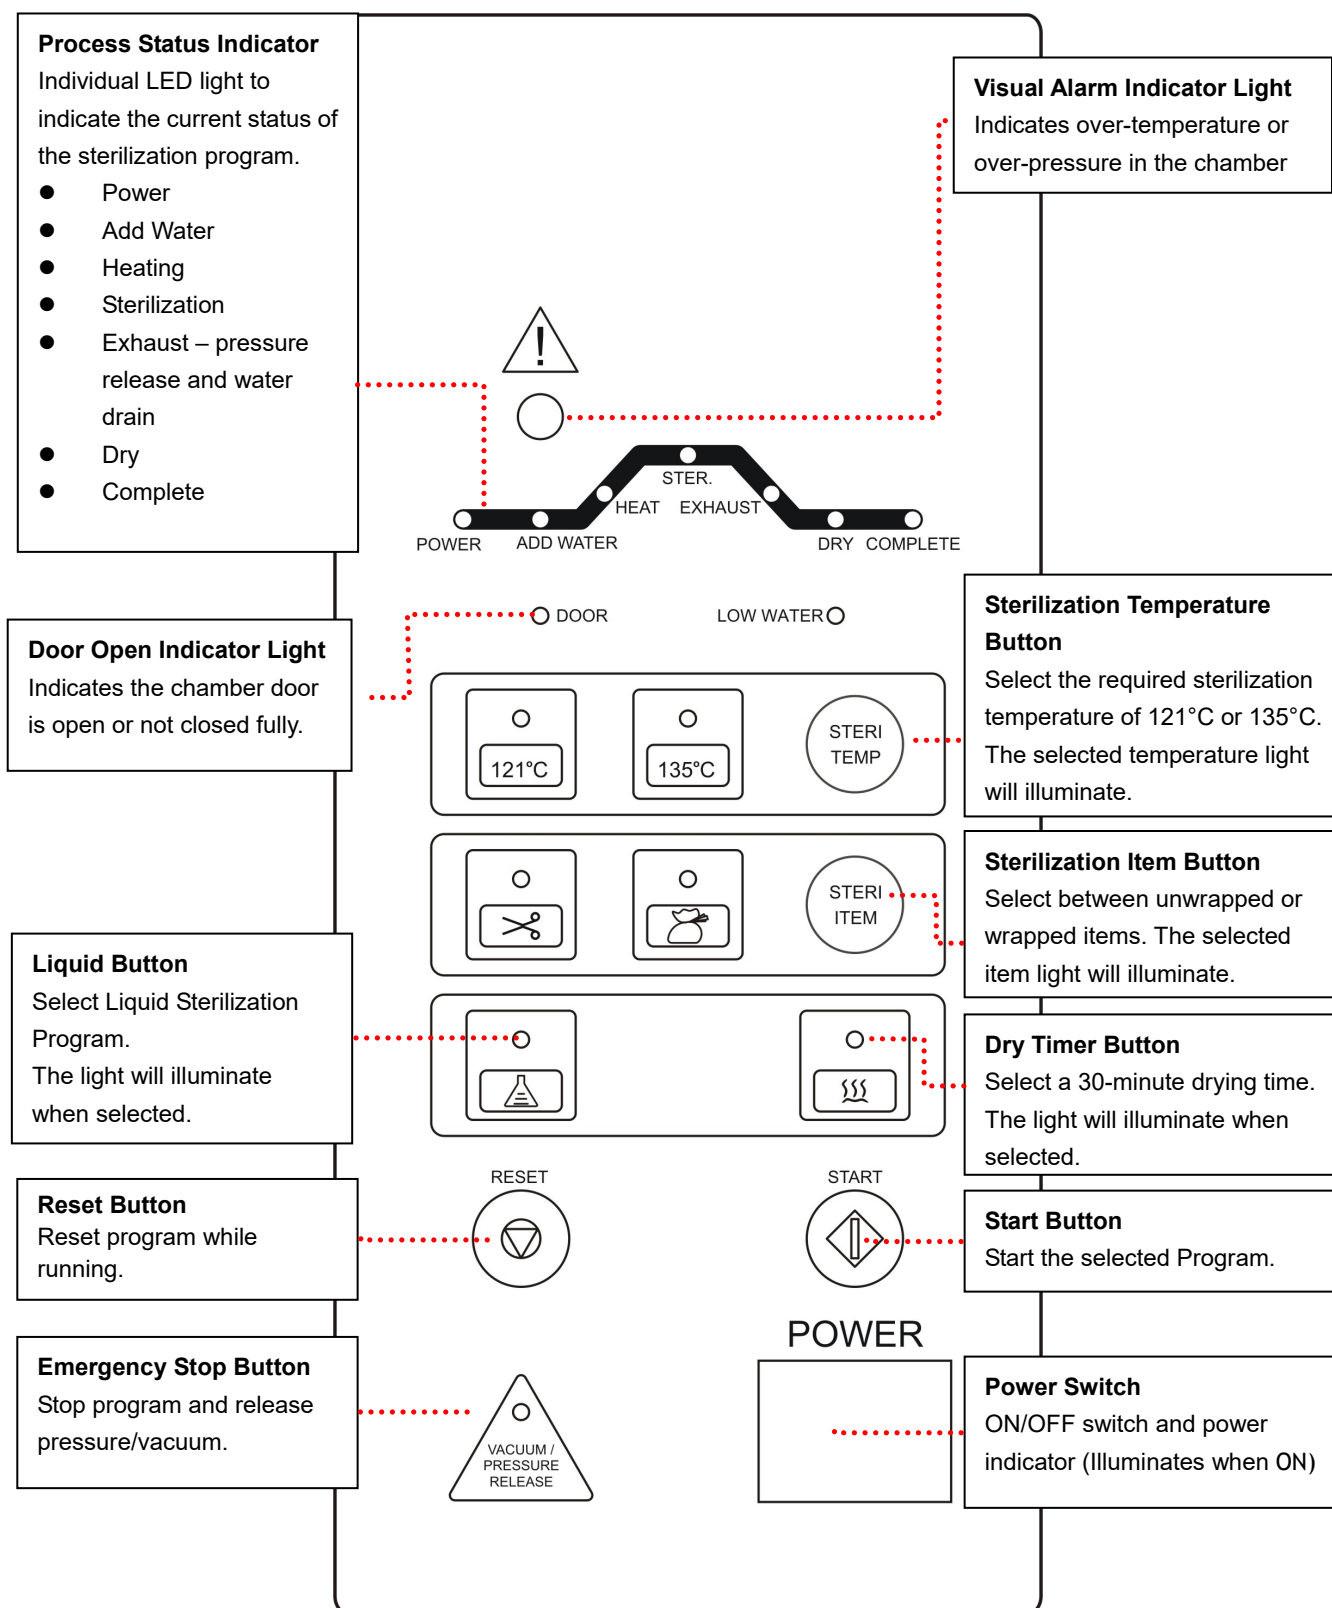 Process Status Indicator
Individual LED light to
indicate the current status of
the sterilization program.
● Power
● Add Water
● Heating
● Sterilization
● Exhaust – pressure
release and water
drain
● Dry
● Complete
Visual Alarm Indicator Light
Indicates over-temperature or
over-pressure in the chamber
!
STER.
HEAT EXHAUST
POWER ADD WATER DRY COMPLETE
DOOR LOW WATER
Door Open Indicator Light
Indicates the chamber door
is open or not closed fully.
121°C 135°C
STERI
TEMP
Sterilization Temperature
Button
Select the required sterilization
temperature of 121°C or 135°C.
The selected temperature light
will illuminate.
STERI
ITEM
Sterilization Item Button
Select between unwrapped or
wrapped items. The selected
item light will illuminate.
Liquid Button
Select Liquid Sterilization
Program.
The light will illuminate
when selected.
Dry Timer Button
Select a 30-minute drying time.
The light will illuminate when
selected.
RESET START
Reset Button
Reset program while
running.
Start Button
Start the selected Program.
POWER
Emergency Stop Button
Stop program and release
pressure/vacuum.
VACUUM /
PRESSURE
RELEASE
Power Switch
ON/OFF switch and power
indicator (Illuminates when ON)